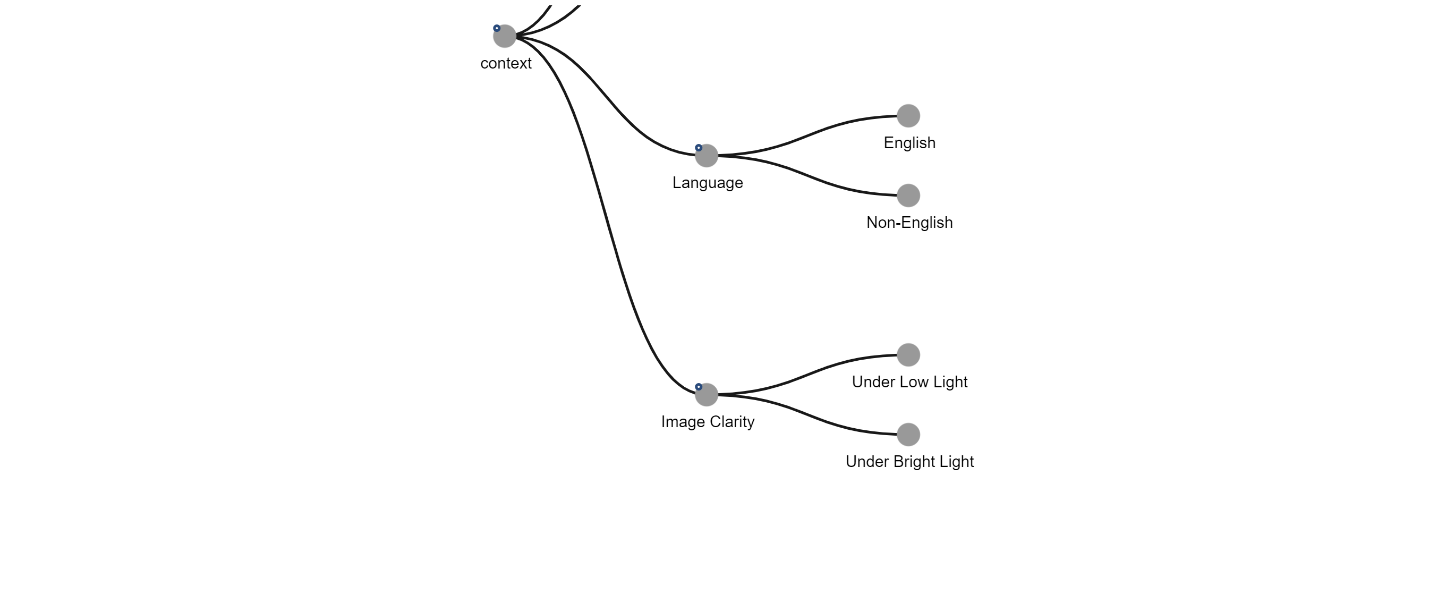 context
Language
English
Non-English
Image Clarity
Under Low Light
Under Bright Light